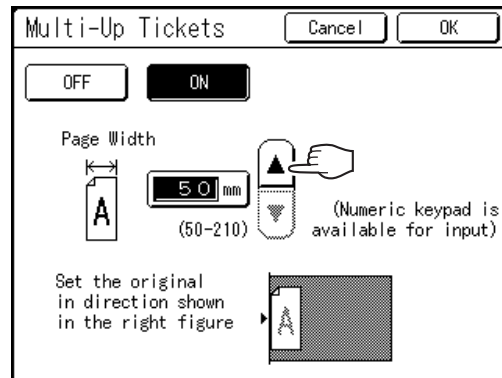 Multi-Up Tickets Cancel OK
OFF ON
Page Width
50 mm
A
(50-210)
(Numeric keypad is
available for input)
Set the original
in direction shown
in the right figure
A